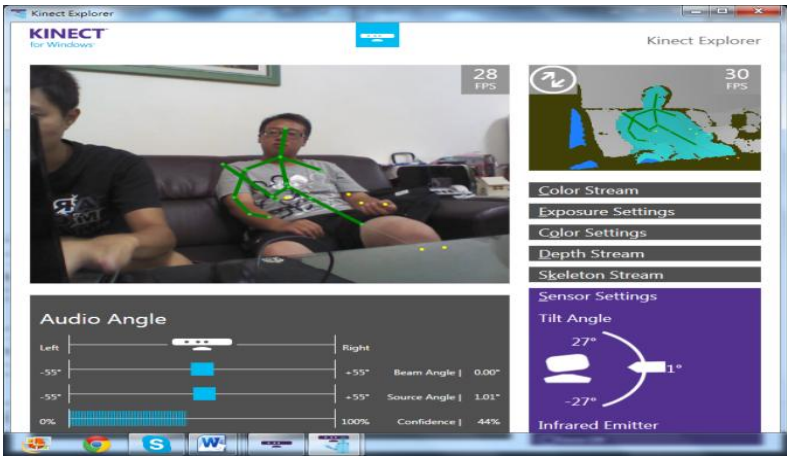 Kinect Explorer
KINECT
for Windows
Kinect Explorer
28
FPS
30
FPS
Color Stream
Exposure Settings
Color Settings
Depth Stream
Skeleton Stream
Sensor Settings
Tilt Angle
27°
1°
-27°
Infrared Emitter
Audio Angle
Left Right
-55° +55° Beam Angle | 0.00°
-55° +55° Source Angle | 1.01°
0% 100% Confidence | 44%